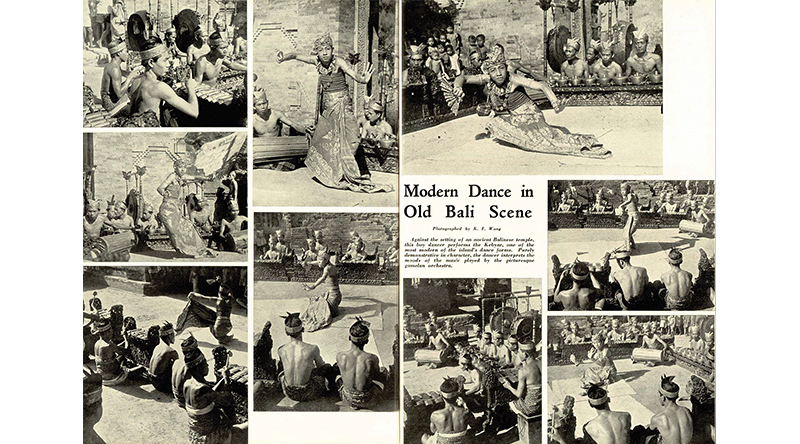 Modern Dance in
Old Bali Scene
Photographed by K. F. Wong
Against the setting of an ancient Balinese temple,
this boy dancer performs the Kebyar, one of the
most modern of the island's dance forms. Purely
demonstrative in character, the dancer interprets the
moods of the music played by the picturesque
gamelan orchestra.